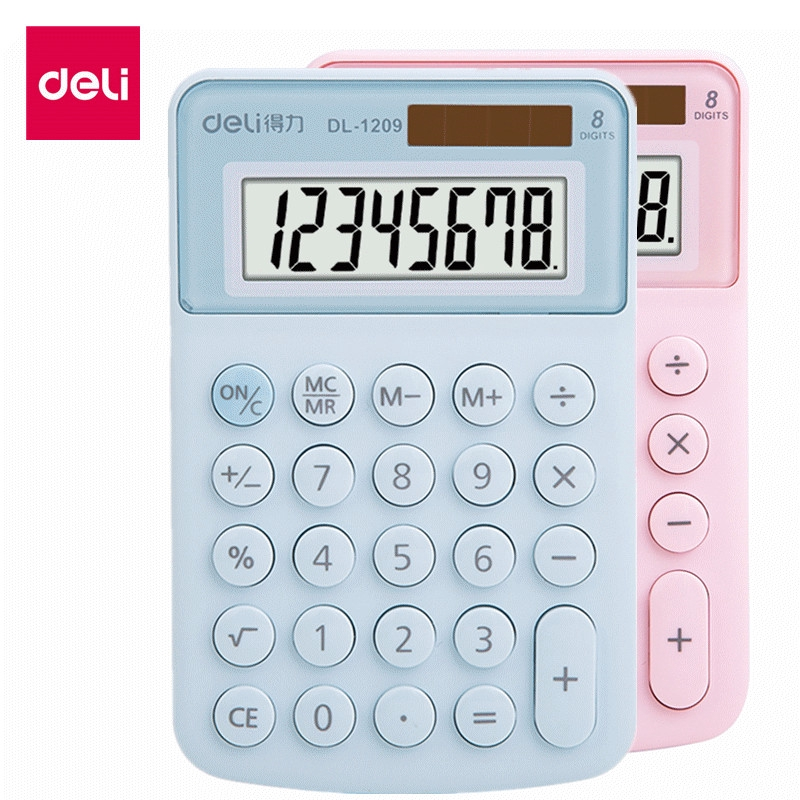 deli
deli得力 DL-1209 8 DIGITS
8 DIGITS
12345678.
8.
ON/C MC/MR M− M+ ÷
÷
+/− 7 8 9 ×
×
% 4 5 6 −
−
√ 1 2 3 +
+
CE 0 · =